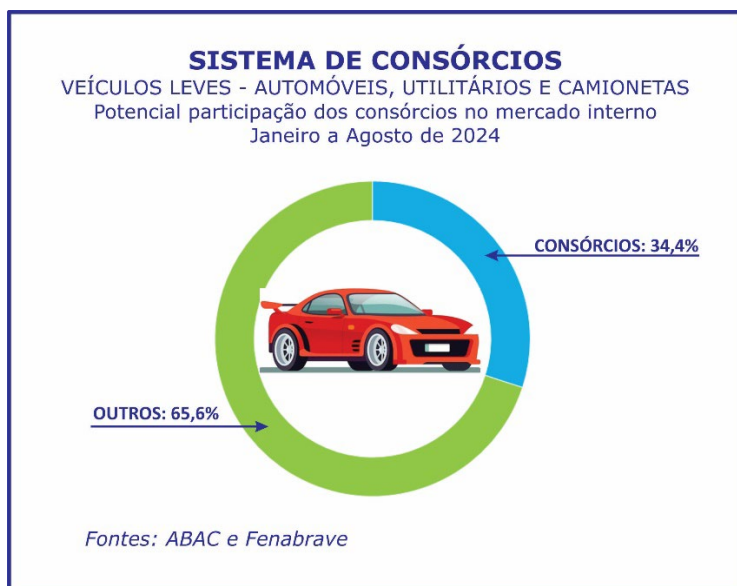 SISTEMA DE CONSÓRCIOS
VEÍCULOS LEVES - AUTOMÓVEIS, UTILITÁRIOS E CAMIONETAS
Potencial participação dos consórcios no mercado interno
Janeiro a Agosto de 2024
CONSÓRCIOS: 34,4%
OUTROS: 65,6%
Fontes: ABAC e Fenabrave